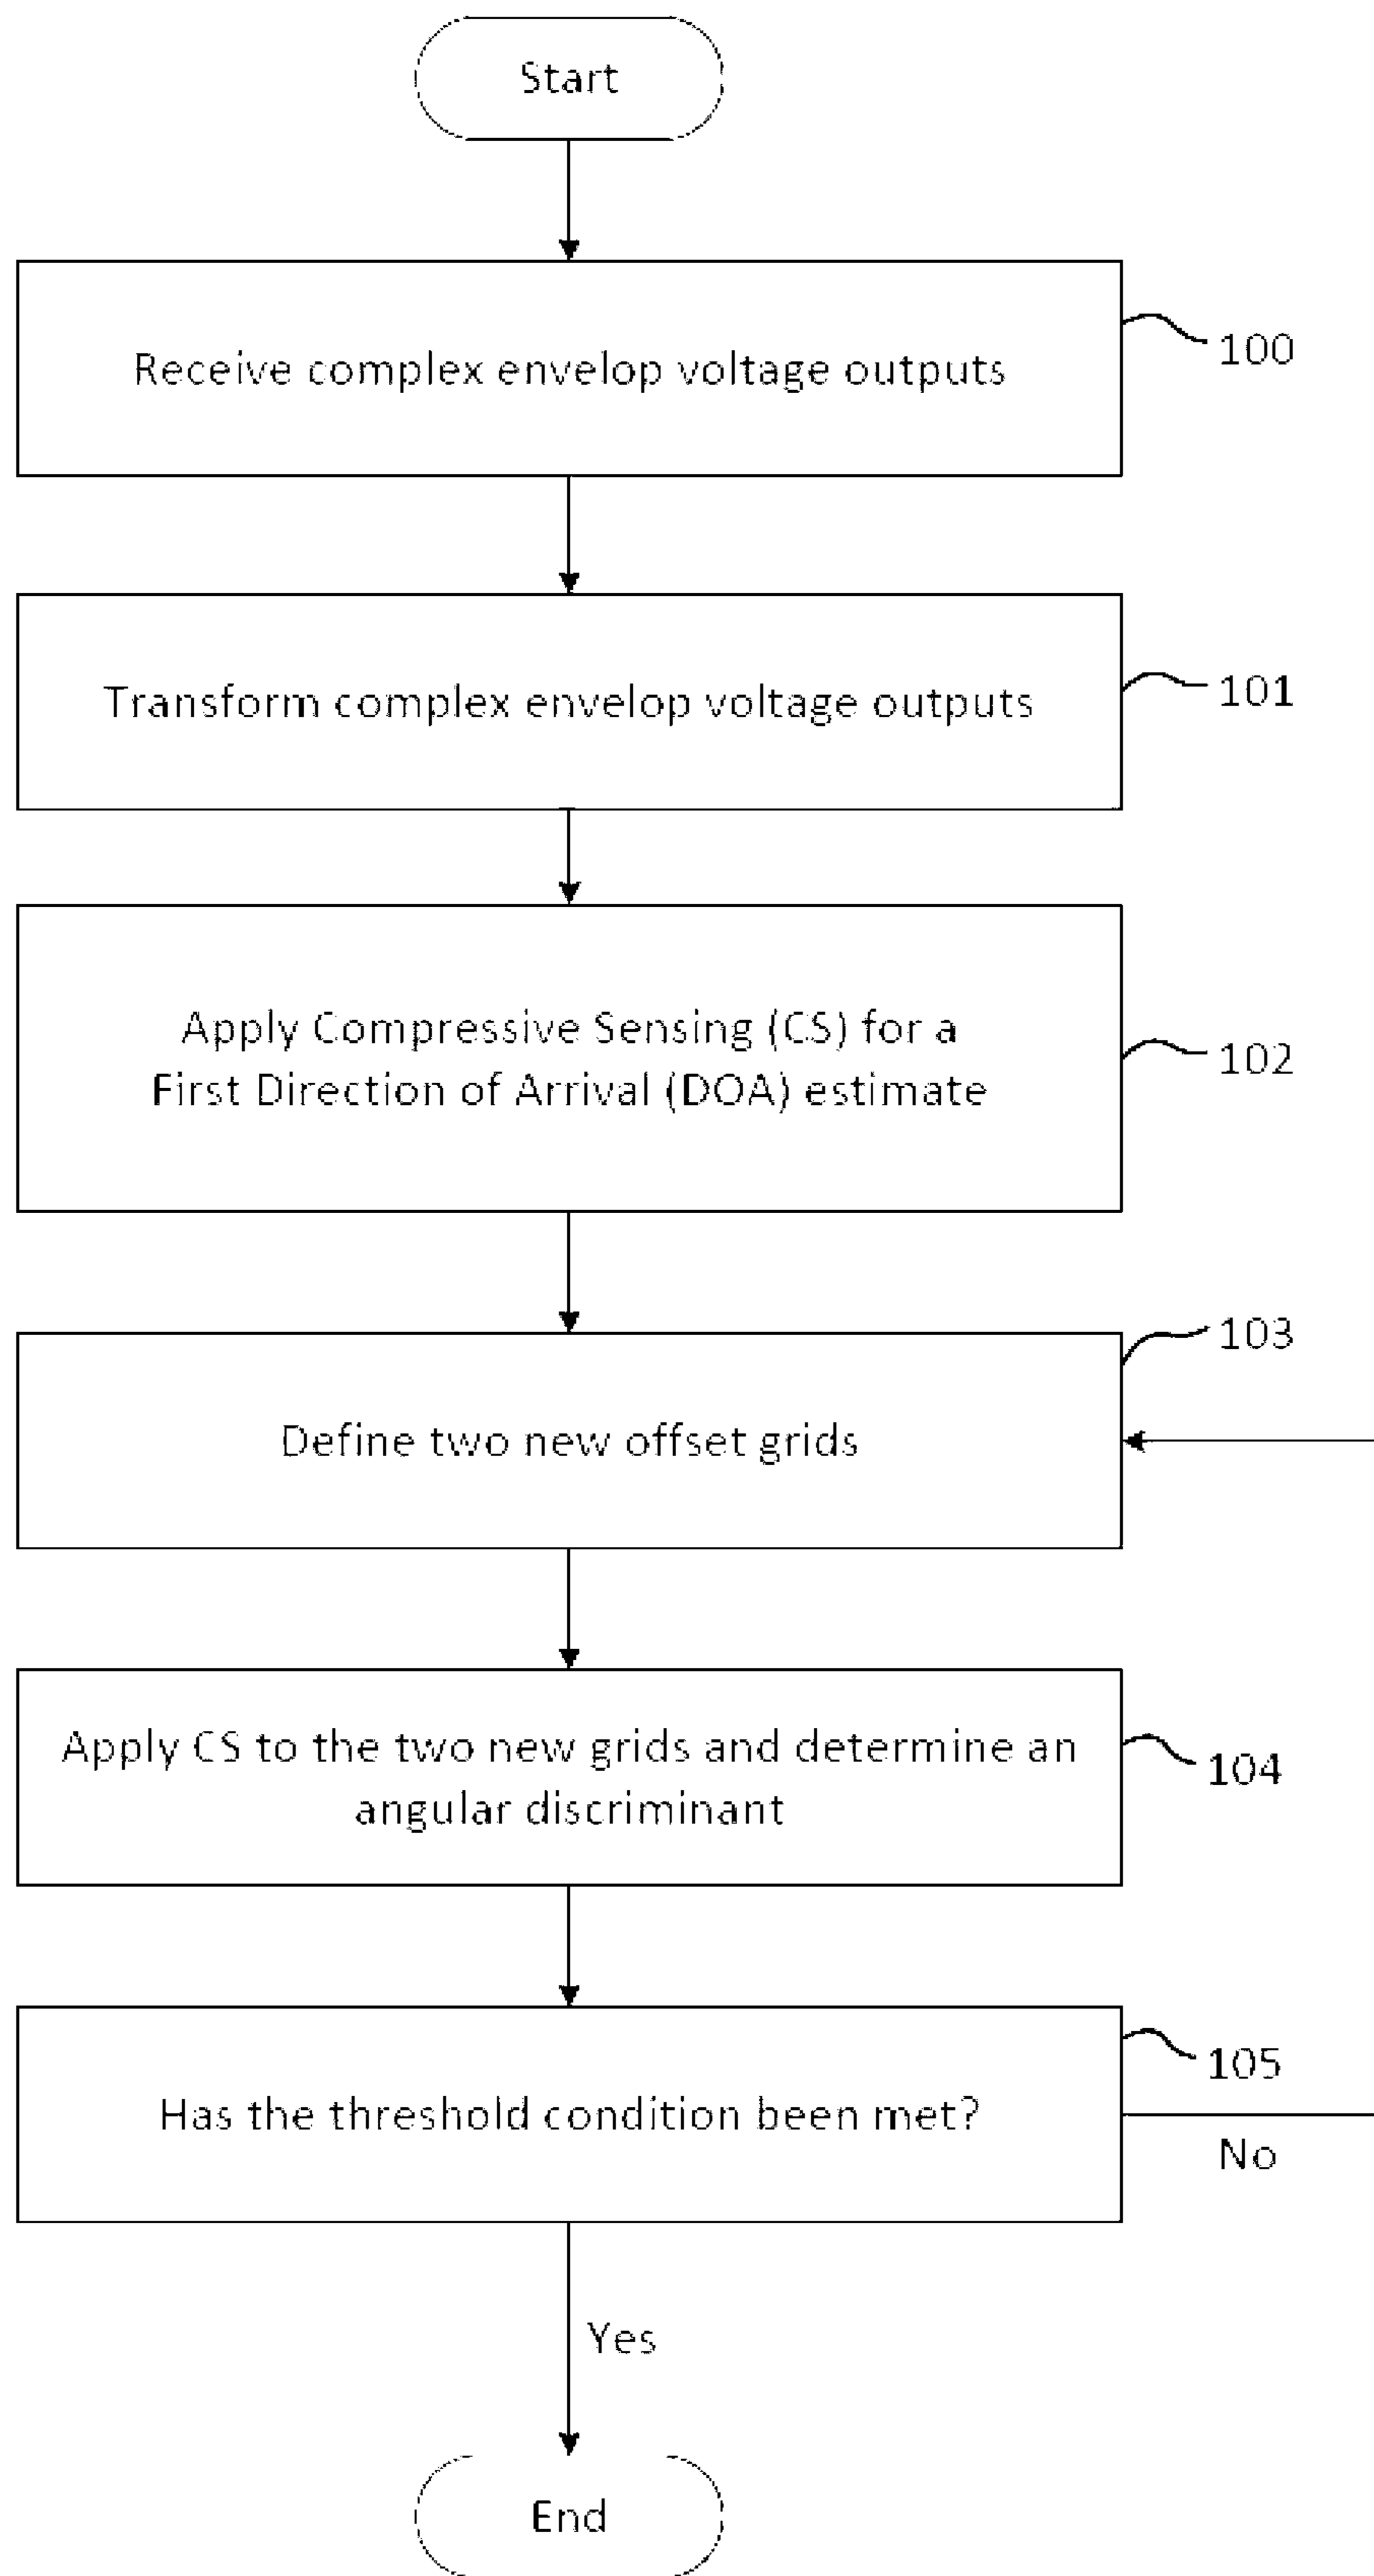 Start
Receive complex envelop voltage outputs
100
Transform complex envelop voltage outputs
101
Apply Compressive Sensing (CS) for a
First Direction of Arrival (DOA) estimate
102
103
Define two new offset grids
Apply CS to the two new grids and determine an
angular discriminant
104
105
Has the threshold condition been met?
No
Yes
End